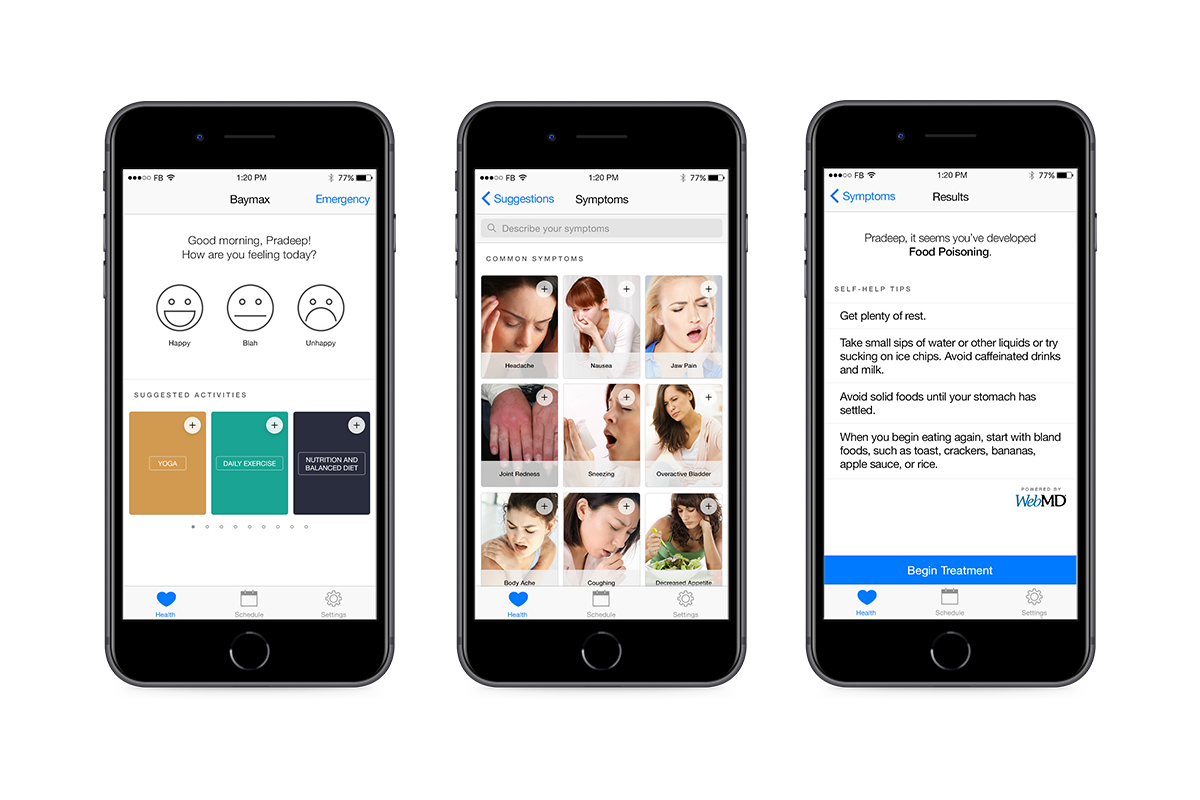 FB
1:20 PM
77%
Baymax
Emergency
Good morning, Pradeep!
How are you feeling today?
Happy
Blah
Unhappy
SUGGESTED ACTIVITIES
YOGA
DAILY EXERCISE
NUTRITION AND
BALANCED DIET
Health
Schedule
Settings
FB
1:20 PM
77%
Suggestions
Symptoms
Describe your symptoms
COMMON SYMPTOMS
Headache
Nausea
Jaw Pain
Joint Redness
Sneezing
Overactive Bladder
Body Ache
Coughing
Decreased Appetite
Health
Schedule
Settings
FB
1:20 PM
77%
Symptoms
Results
Pradeep, it seems you've developed
Food Poisoning.
SELF-HELP TIPS
Get plenty of rest.
Take small sips of water or other liquids or try
sucking on ice chips. Avoid caffeinated drinks
and milk.
Avoid solid foods until your stomach has
settled.
When you begin eating again, start with bland
foods, such as toast, crackers, bananas,
apple sauce, or rice.
POWERED BY
WebMD
Begin Treatment
Health
Schedule
Settings